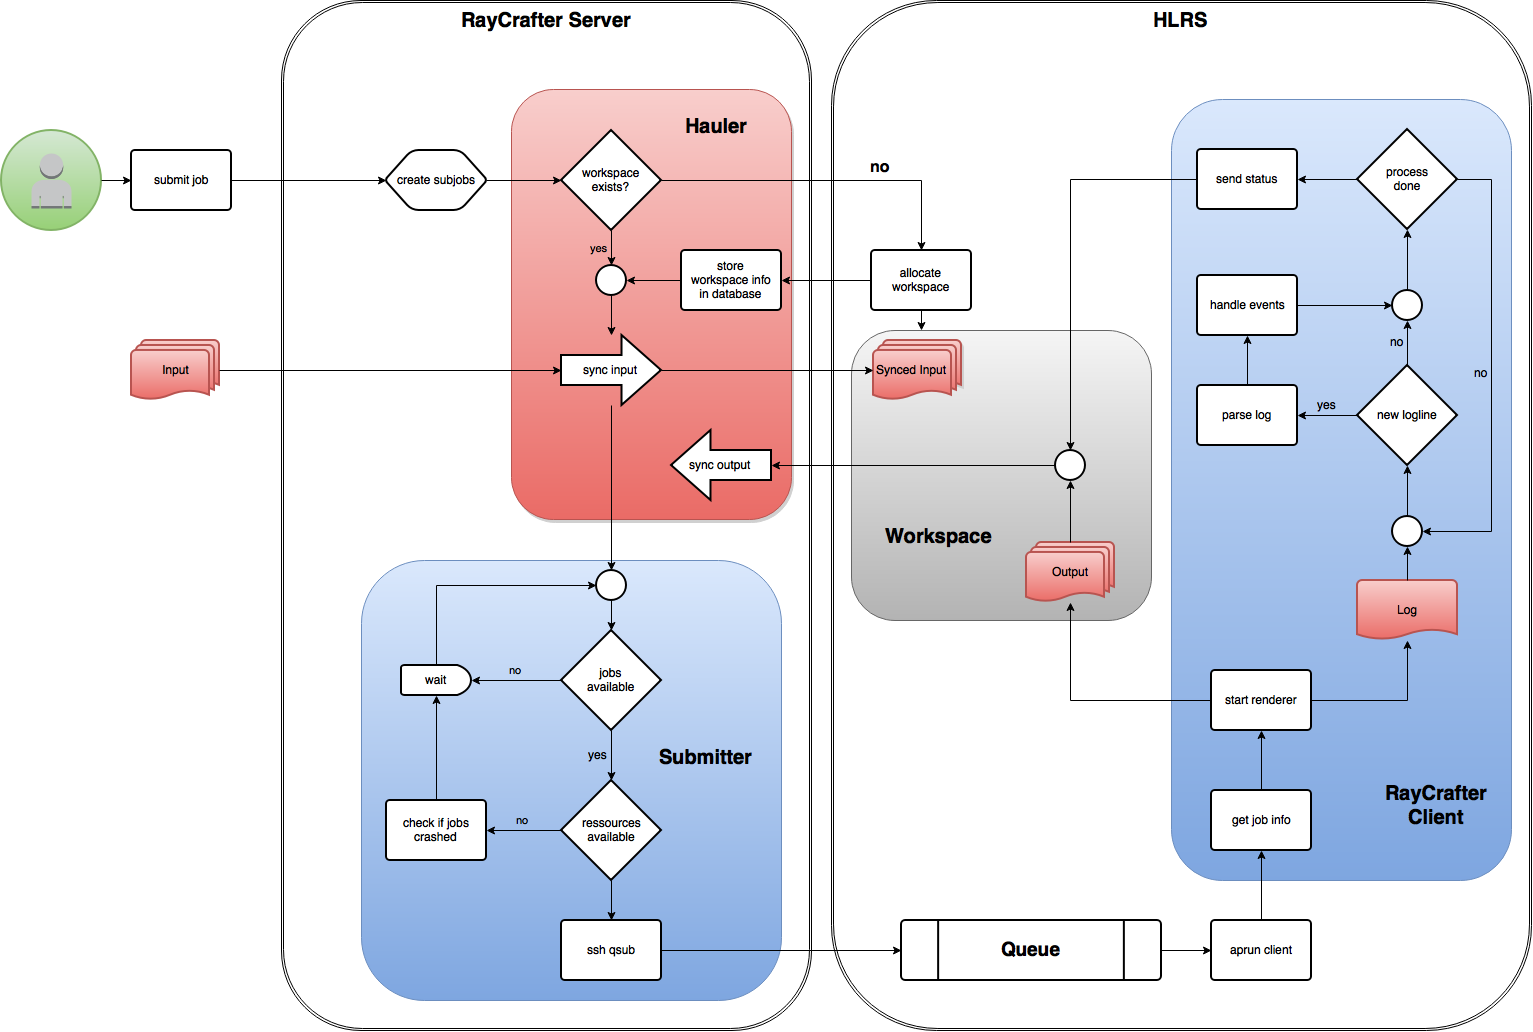 RayCrafter Server
HLRS
Hauler
submit job
create subjobs
workspace
exists?
no
yes
store
workspace info
in database
allocate
workspace
Input
sync input
Synced Input
sync output
Workspace
Output
send status
process
done
handle events
no
no
parse log
yes
new logline
Log
start renderer
RayCrafter
Client
get job info
wait
no
jobs
available
yes
Submitter
check if jobs
crashed
no
ressources
available
ssh qsub
Queue
aprun client